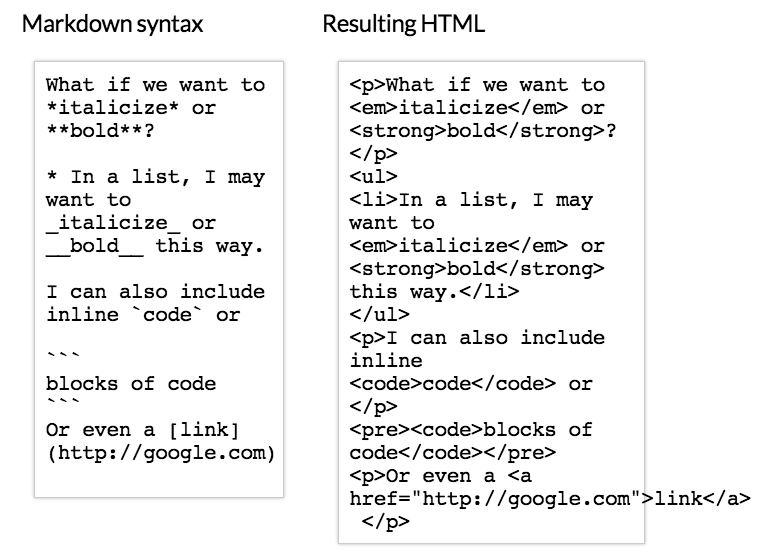 Markdown syntax
What if we want to
*italicize* or
**bold**?
* In a list, I may
want to
_italicize_ or
__bold__ this way.
I can also include
inline `code` or
```
blocks of code
```
Or even a [link]
(http://google.com)
Resulting HTML
<p>What if we want to
<em>italicize</em> or
<strong>bold</strong>?
</p>
<ul>
<li>In a list, I may
want to
<em>italicize</em> or
<strong>bold</strong>
this way.</li>
</ul>
<p>I can also include
inline
<code>code</code> or
</p>
<pre><code>blocks of
code</code></pre>
<p>Or even a <a
href="http://google.com">link</a>
</p>